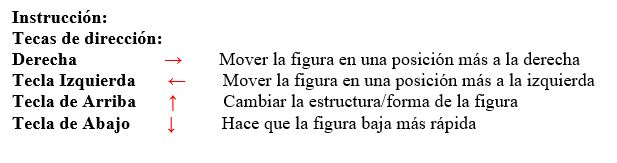 Instrucción:
Tecas de dirección:
Derecha → Mover la figura en una posición más a la derecha
Tecla Izquierda ← Mover la figura en una posición más a la izquierda
Tecla de Arriba ↑ Cambiar la estructura/forma de la figura
Tecla de Abajo ↓ Hace que la figura baja más rápida